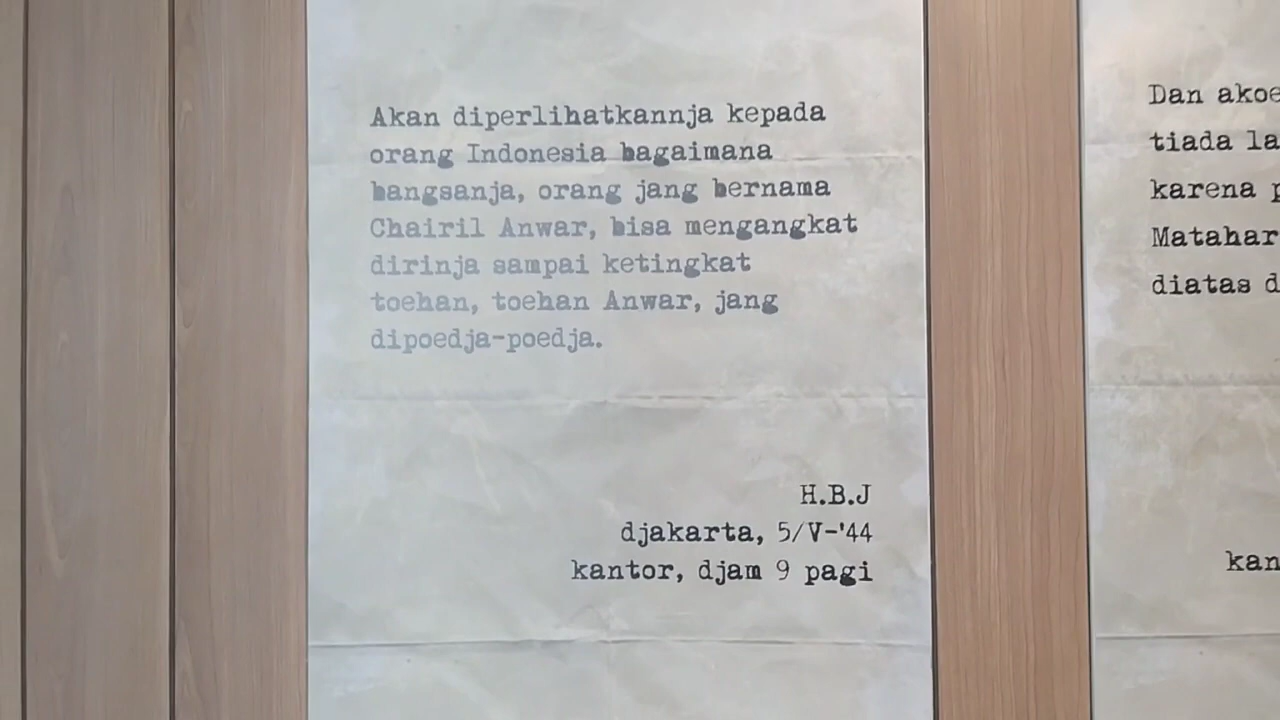 Akan diperlihatkannja kepada
orang Indonesia bagaimana
bangsanja, orang jang bernama
Chairil Anwar, bisa mengangkat
dirinja sampai ketingkat
toehan, toehan Anwar, jang
dipoedja-poedja.
H.B.J
djakarta, 5/V-'44
kantor, djam 9 pagi
Dan akoe
tiada la
karena p
Matahar
diatas d
kan